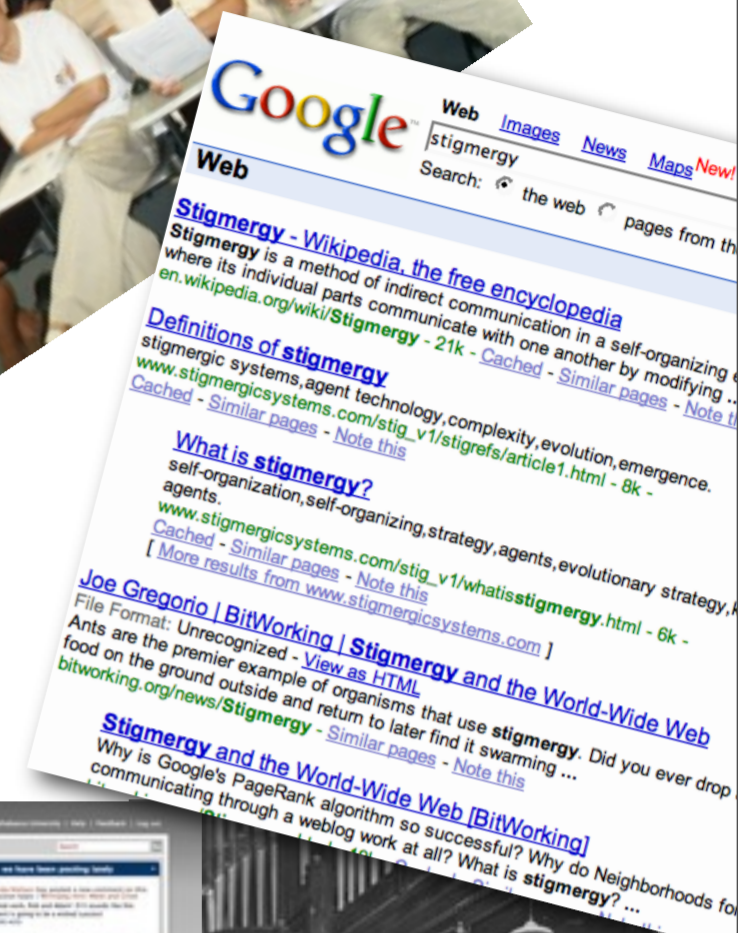 Google™
Web Images News Maps New!
stigmergy
Search: the web pages from
Web
Stigmergy - Wikipedia, the free encyclopedia
Stigmergy is a method of indirect communication in a self-organizing
where its individual parts communicate with one another by modifying ...
en.wikipedia.org/wiki/Stigmergy - 21k - Cached - Similar pages - Note
Definitions of stigmergy
stigmergic systems,agent technology,complexity,evolution,emergence.
www.stigmergicsystems.com/stig_v1/stigrefs/article1.html - 8k -
Cached - Similar pages - Note this
What is stigmergy?
self-organization,self-organizing,strategy,agents,evolutionary strategy,
agents.
www.stigmergicsystems.com/stig_v1/whatisstigmergy.html - 6k -
Cached - Similar pages - Note this
[ More results from www.stigmergicsystems.com ]
Joe Gregorio | BitWorking | Stigmergy and the World-Wide Web
File Format: Unrecognized - View as HTML
Ants are the premier example of organisms that use stigmergy. Did you ever drop
food on the ground outside and return to later find it swarming ...
bitworking.org/news/Stigmergy - Similar pages - Note this
Stigmergy and the World-Wide Web [BitWorking]
Why is Google's PageRank algorithm so successful? Why do Neighborhoods
communicating through a weblog work at all? What is stigmergy? ...
we have been posting lately